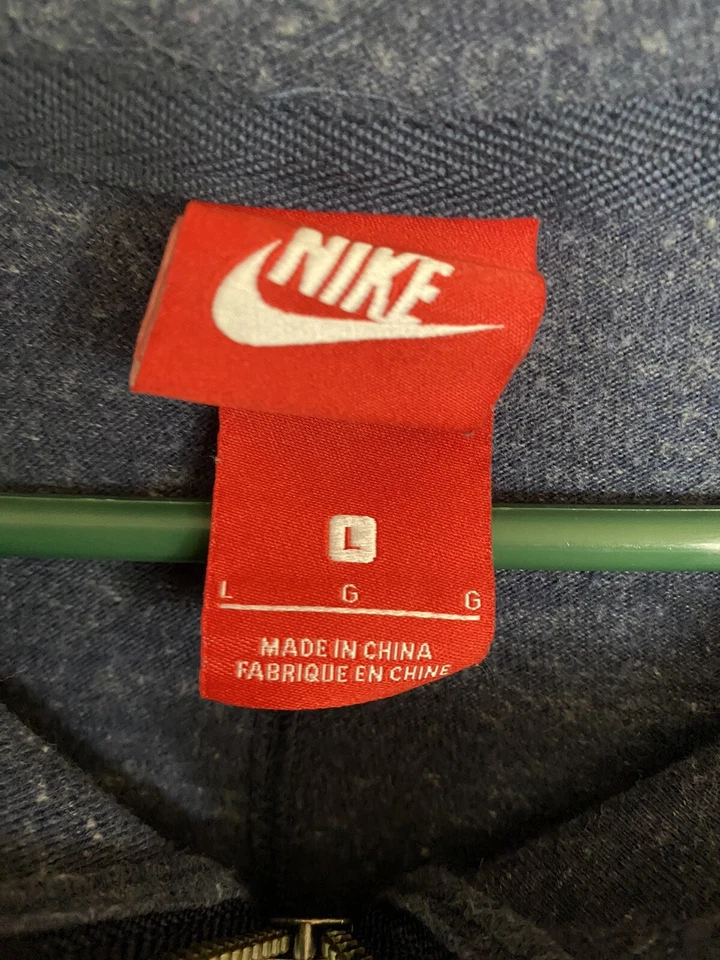 NIKE
L
L G G
MADE IN CHINA
FABRIQUE EN CHINE